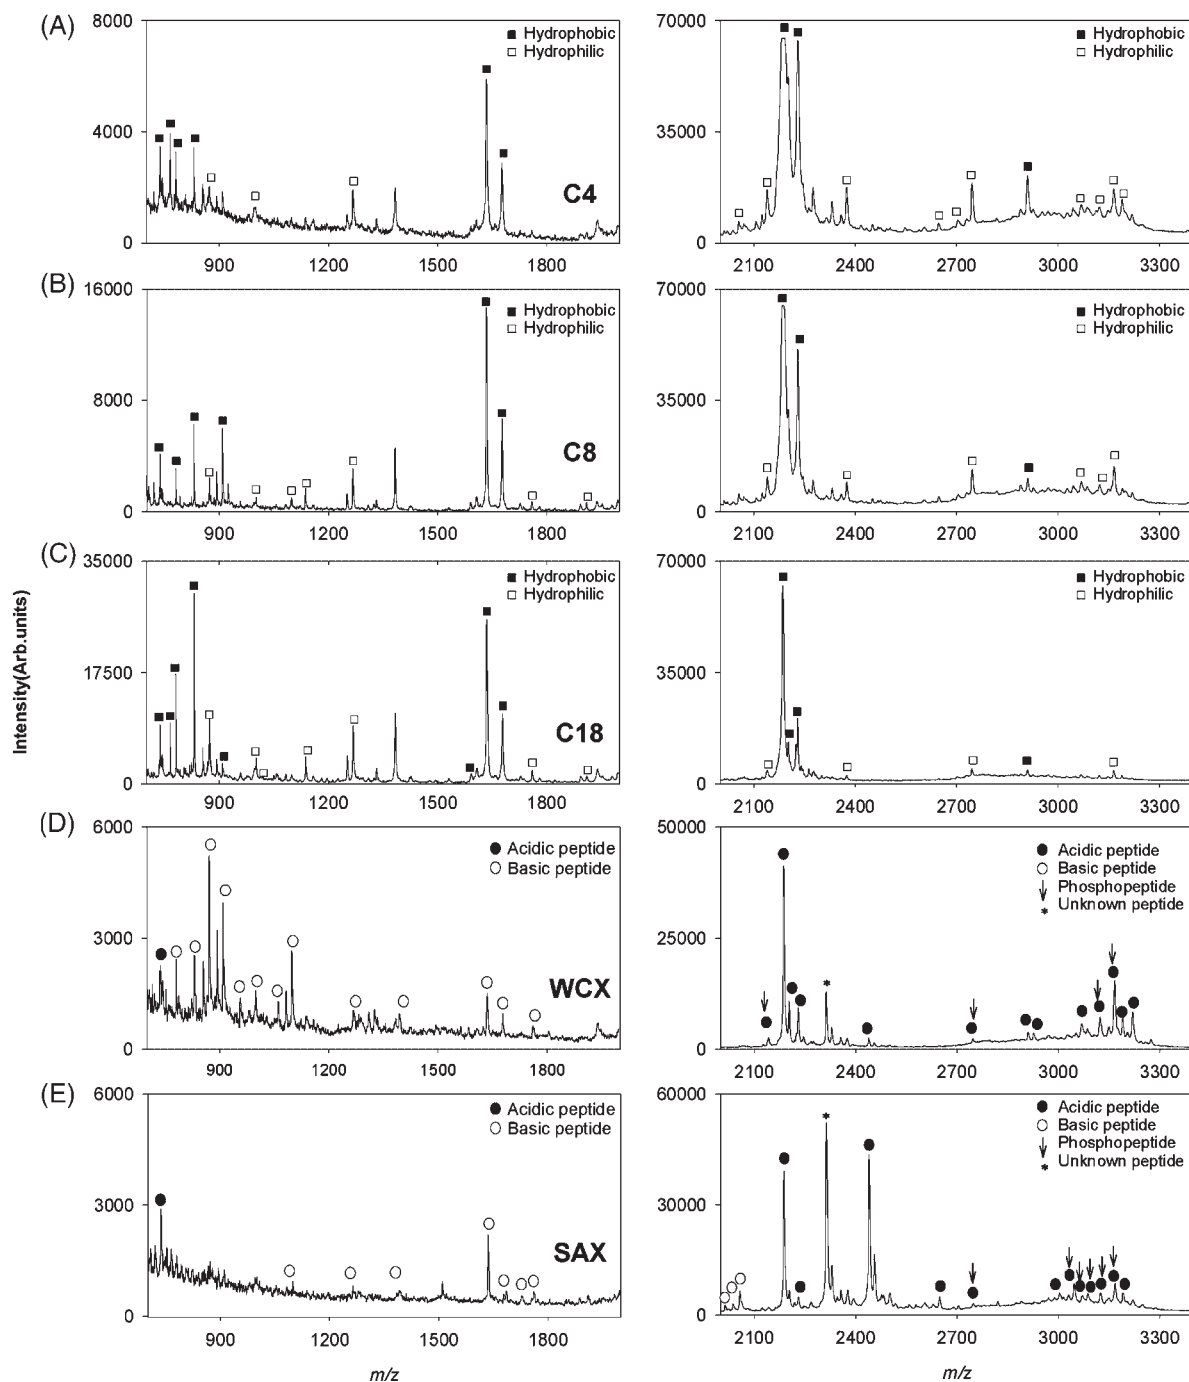 (A)
8000
4000
0
Hydrophobic
Hydrophilic
C4
900 1200 1500 1800
70000
35000
0
Hydrophobic
Hydrophilic
2100 2400 2700 3000 3300
(B)
16000
8000
0
Hydrophobic
Hydrophilic
C8
900 1200 1500 1800
70000
35000
0
Hydrophobic
Hydrophilic
2100 2400 2700 3000 3300
(C)
35000
17500
0
Hydrophobic
Hydrophilic
C18
900 1200 1500 1800
70000
35000
0
Hydrophobic
Hydrophilic
2100 2400 2700 3000 3300
Intensity(Arb.units)
(D)
6000
3000
0
Acidic peptide
Basic peptide
WCX
900 1200 1500 1800
50000
25000
0
Acidic peptide
Basic peptide
Phosphopeptide
* Unknown peptide
*
2100 2400 2700 3000 3300
(E)
6000
3000
0
Acidic peptide
Basic peptide
SAX
900 1200 1500 1800
m/z
60000
30000
0
Acidic peptide
Basic peptide
Phosphopeptide
* Unknown peptide
*
2100 2400 2700 3000 3300
m/z